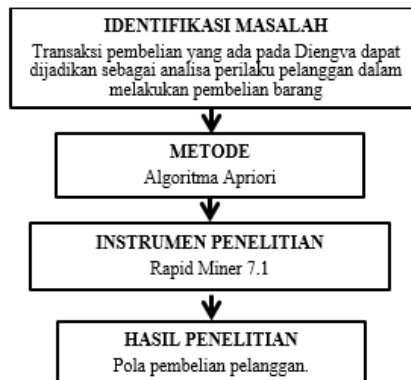 IDENTIFIKASI MASALAH
Transaksi pembelian yang ada pada Diengva dapat
dijadikan sebagai analisa perilaku pelanggan dalam
melakukan pembelian barang
METODE
Algoritma Apriori
INSTRUMEN PENELITIAN
Rapid Miner 7.1
HASIL PENELITIAN
Pola pembelian pelanggan.